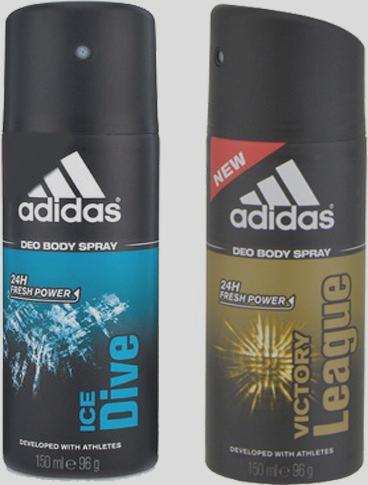 adidas
DEO BODY SPRAY
24H
FRESH POWER
ICE
Dive
DEVELOPED WITH ATHLETES
150 ml e 96 g
NEW
adidas
DEO BODY SPRAY
24H
FRESH POWER
VICTORY
League
DEVELOPED WITH ATHLETES
150 ml e 96 g